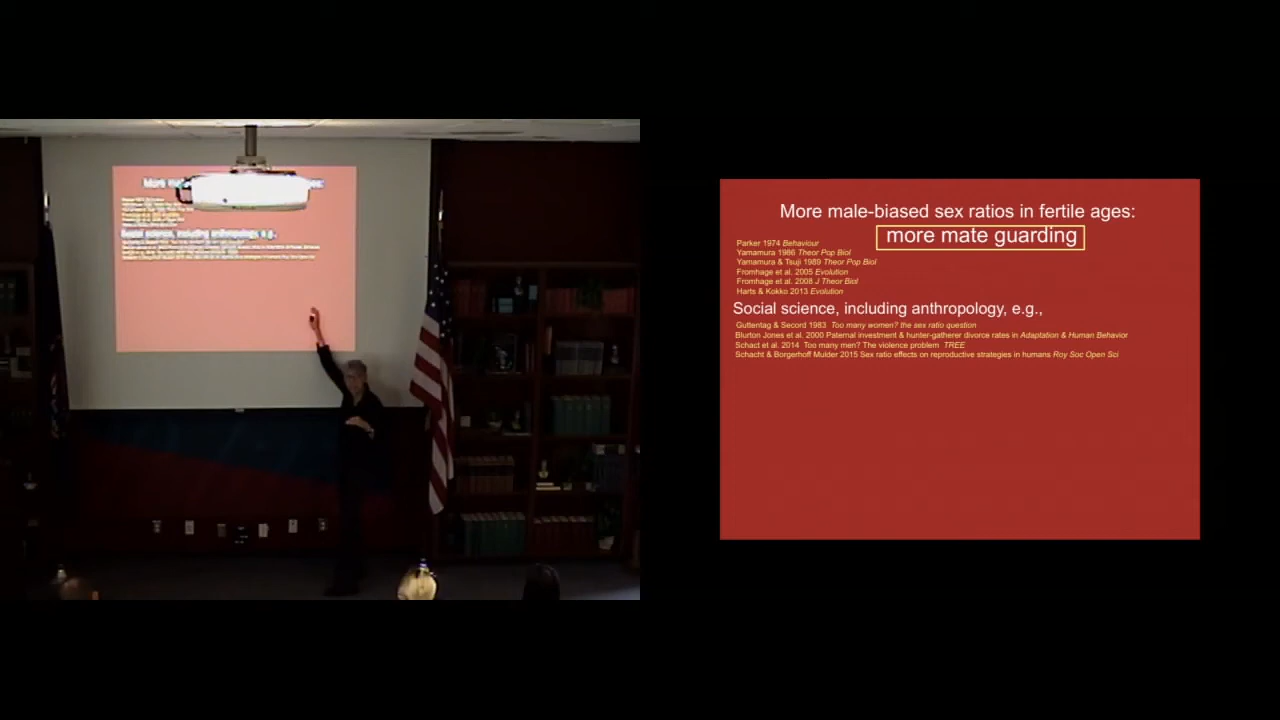 More male-biased sex ratios in fertile ages:
more mate guarding
Parker 1974 Behaviour
Yamamura 1986 Theor Pop Biol
Yamamura & Tsuji 1989 Theor Pop Biol
Fromhage et al. 2005 Evolution
Fromhage et al. 2008 J Theor Biol
Harts & Kokko 2013 Evolution
Social science, including anthropology, e.g.,
Guttentag & Secord 1983 Too many women? the sex ratio question
Blurton Jones et al. 2000 Paternal investment & hunter-gatherer divorce rates in Adaptation & Human Behavior
Schact et al. 2014 Too many men? The violence problem TREE
Schacht & Borgerhoff Mulder 2015 Sex ratio effects on reproductive strategies in humans Roy Soc Open Sci
Social science, including anthropology, e.g.,